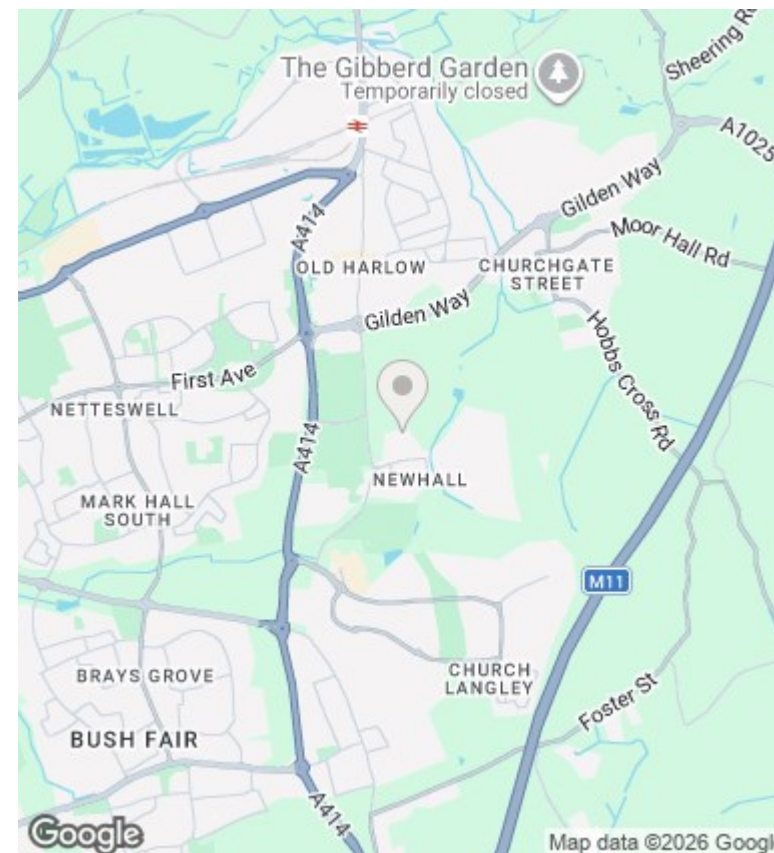 The Gibberd Garden
Temporarily closed
Sheering Rd
A1025
Gilden Way
Moor Hall Rd
A414
OLD HARLOW
CHURCHGATE
STREET
Gilden Way
Hobbs Cross Rd
First Ave
NETTESWELL
A414
NEWHALL
MARK HALL
SOUTH
M11
BRAYS GROVE
CHURCH
LANGLEY
Foster St
BUSH FAIR
A414
Google
Map data ©2026 Googl